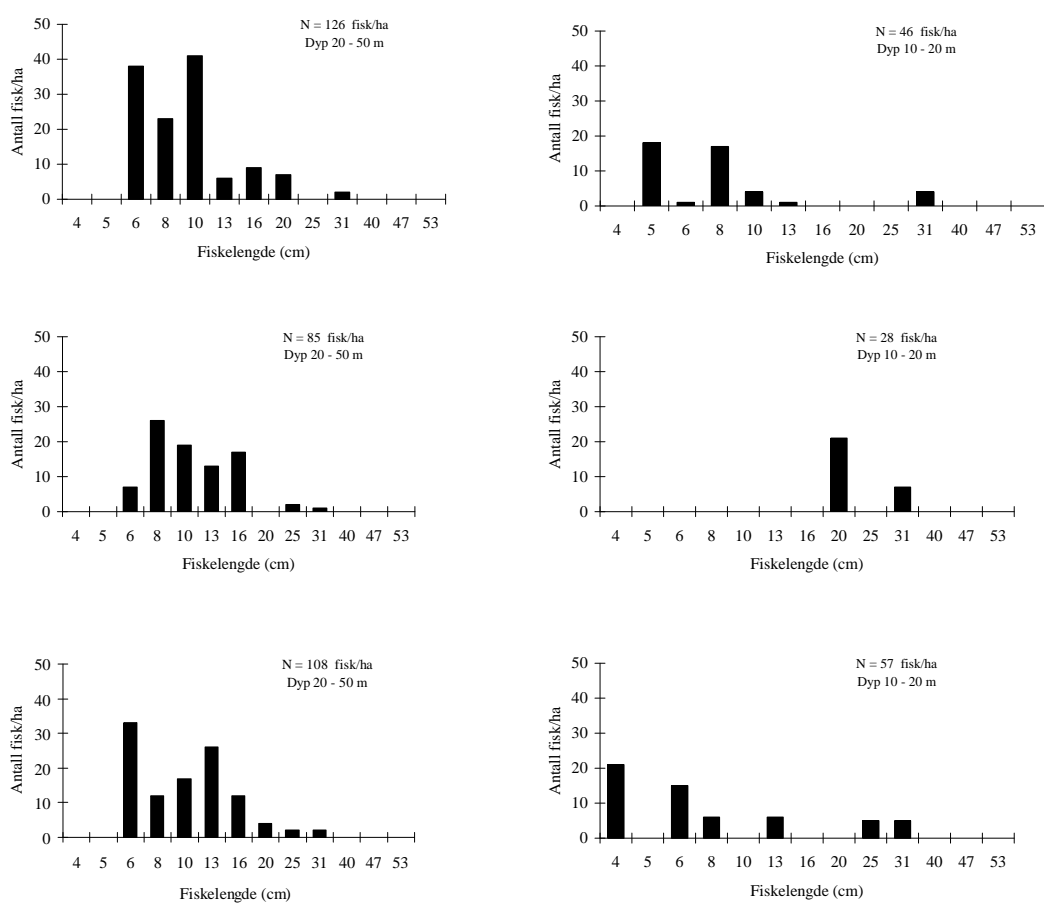 N = 126 fisk/ha
Dyp 20 - 50 m
Antall fisk/ha
50
40
30
20
10
0
4 5 6 8 10 13 16 20 25 31 40 47 53
Fiskelengde (cm)
N = 46 fisk/ha
Dyp 10 - 20 m
Antall fisk/ha
50
40
30
20
10
0
4 5 6 8 10 13 16 20 25 31 40 47 53
Fiskelengde (cm)
N = 85 fisk/ha
Dyp 20 - 50 m
Antall fisk/ha
50
40
30
20
10
0
4 5 6 8 10 13 16 20 25 31 40 47 53
Fiskelengde (cm)
N = 28 fisk/ha
Dyp 10 - 20 m
Antall fisk/ha
50
40
30
20
10
0
4 5 6 8 10 13 16 20 25 31 40 47 53
Fiskelengde (cm)
N = 108 fisk/ha
Dyp 20 - 50 m
Antall fisk/ha
50
40
30
20
10
0
4 5 6 8 10 13 16 20 25 31 40 47 53
Fiskelengde (cm)
N = 57 fisk/ha
Dyp 10 - 20 m
Antall fisk/ha
50
40
30
20
10
0
4 5 6 8 10 13 16 20 25 31 40 47 53
Fiskelengde (cm)